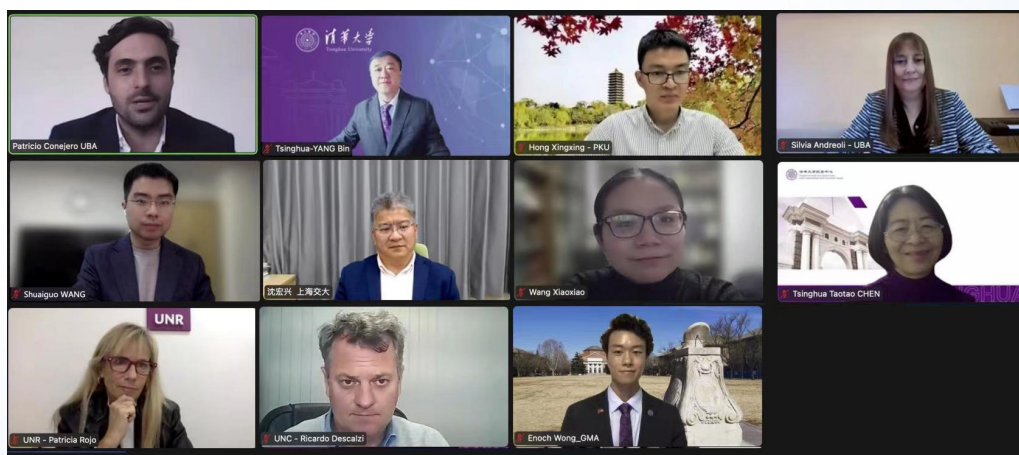 Patricio Conejero UBA
清华大学
Tsinghua University
Tsinghua-YANG Bin
Hong Xingxing - PKU
Silvia Andreoli - UBA
Shuaiguo WANG
沈宏兴 上海交大
Wang Xiaoxiao
Tsinghua Taotao CHEN
UNR
UNR - Patricia Rojo
UNC - Ricardo Descalzi
Enoch Wong_GMA